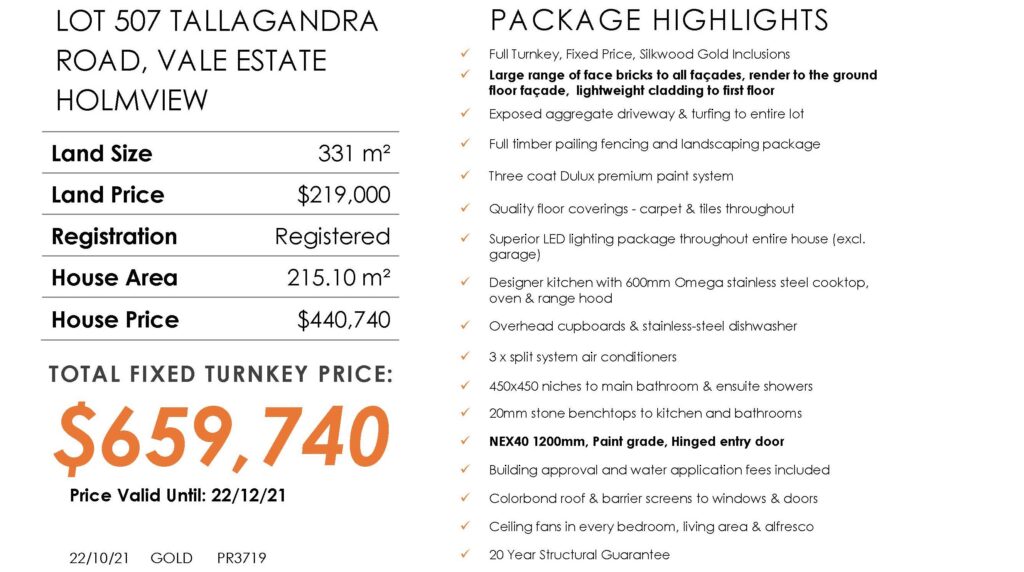 LOT 507 TALLAGANDRA
ROAD, VALE ESTATE
HOLMVIEW
Land Size 331 m²
Land Price $219,000
Registration Registered
House Area 215.10 m²
House Price $440,740
TOTAL FIXED TURNKEY PRICE:
$659,740
Price Valid Until: 22/12/21
22/10/21 GOLD PR3719
PACKAGE HIGHLIGHTS
✓ Full Turnkey, Fixed Price, Silkwood Gold Inclusions
✓ Large range of face bricks to all façades, render to the ground
floor façade, lightweight cladding to first floor
✓ Exposed aggregate driveway & turfing to entire lot
✓ Full timber pailing fencing and landscaping package
✓ Three coat Dulux premium paint system
✓ Quality floor coverings - carpet & tiles throughout
✓ Superior LED lighting package throughout entire house (excl.
garage)
✓ Designer kitchen with 600mm Omega stainless steel cooktop,
oven & range hood
✓ Overhead cupboards & stainless-steel dishwasher
✓ 3 x split system air conditioners
✓ 450x450 niches to main bathroom & ensuite showers
✓ 20mm stone benchtops to kitchen and bathrooms
✓ NEX40 1200mm, Paint grade, Hinged entry door
✓ Building approval and water application fees included
✓ Colorbond roof & barrier screens to windows & doors
✓ Ceiling fans in every bedroom, living area & alfresco
✓ 20 Year Structural Guarantee